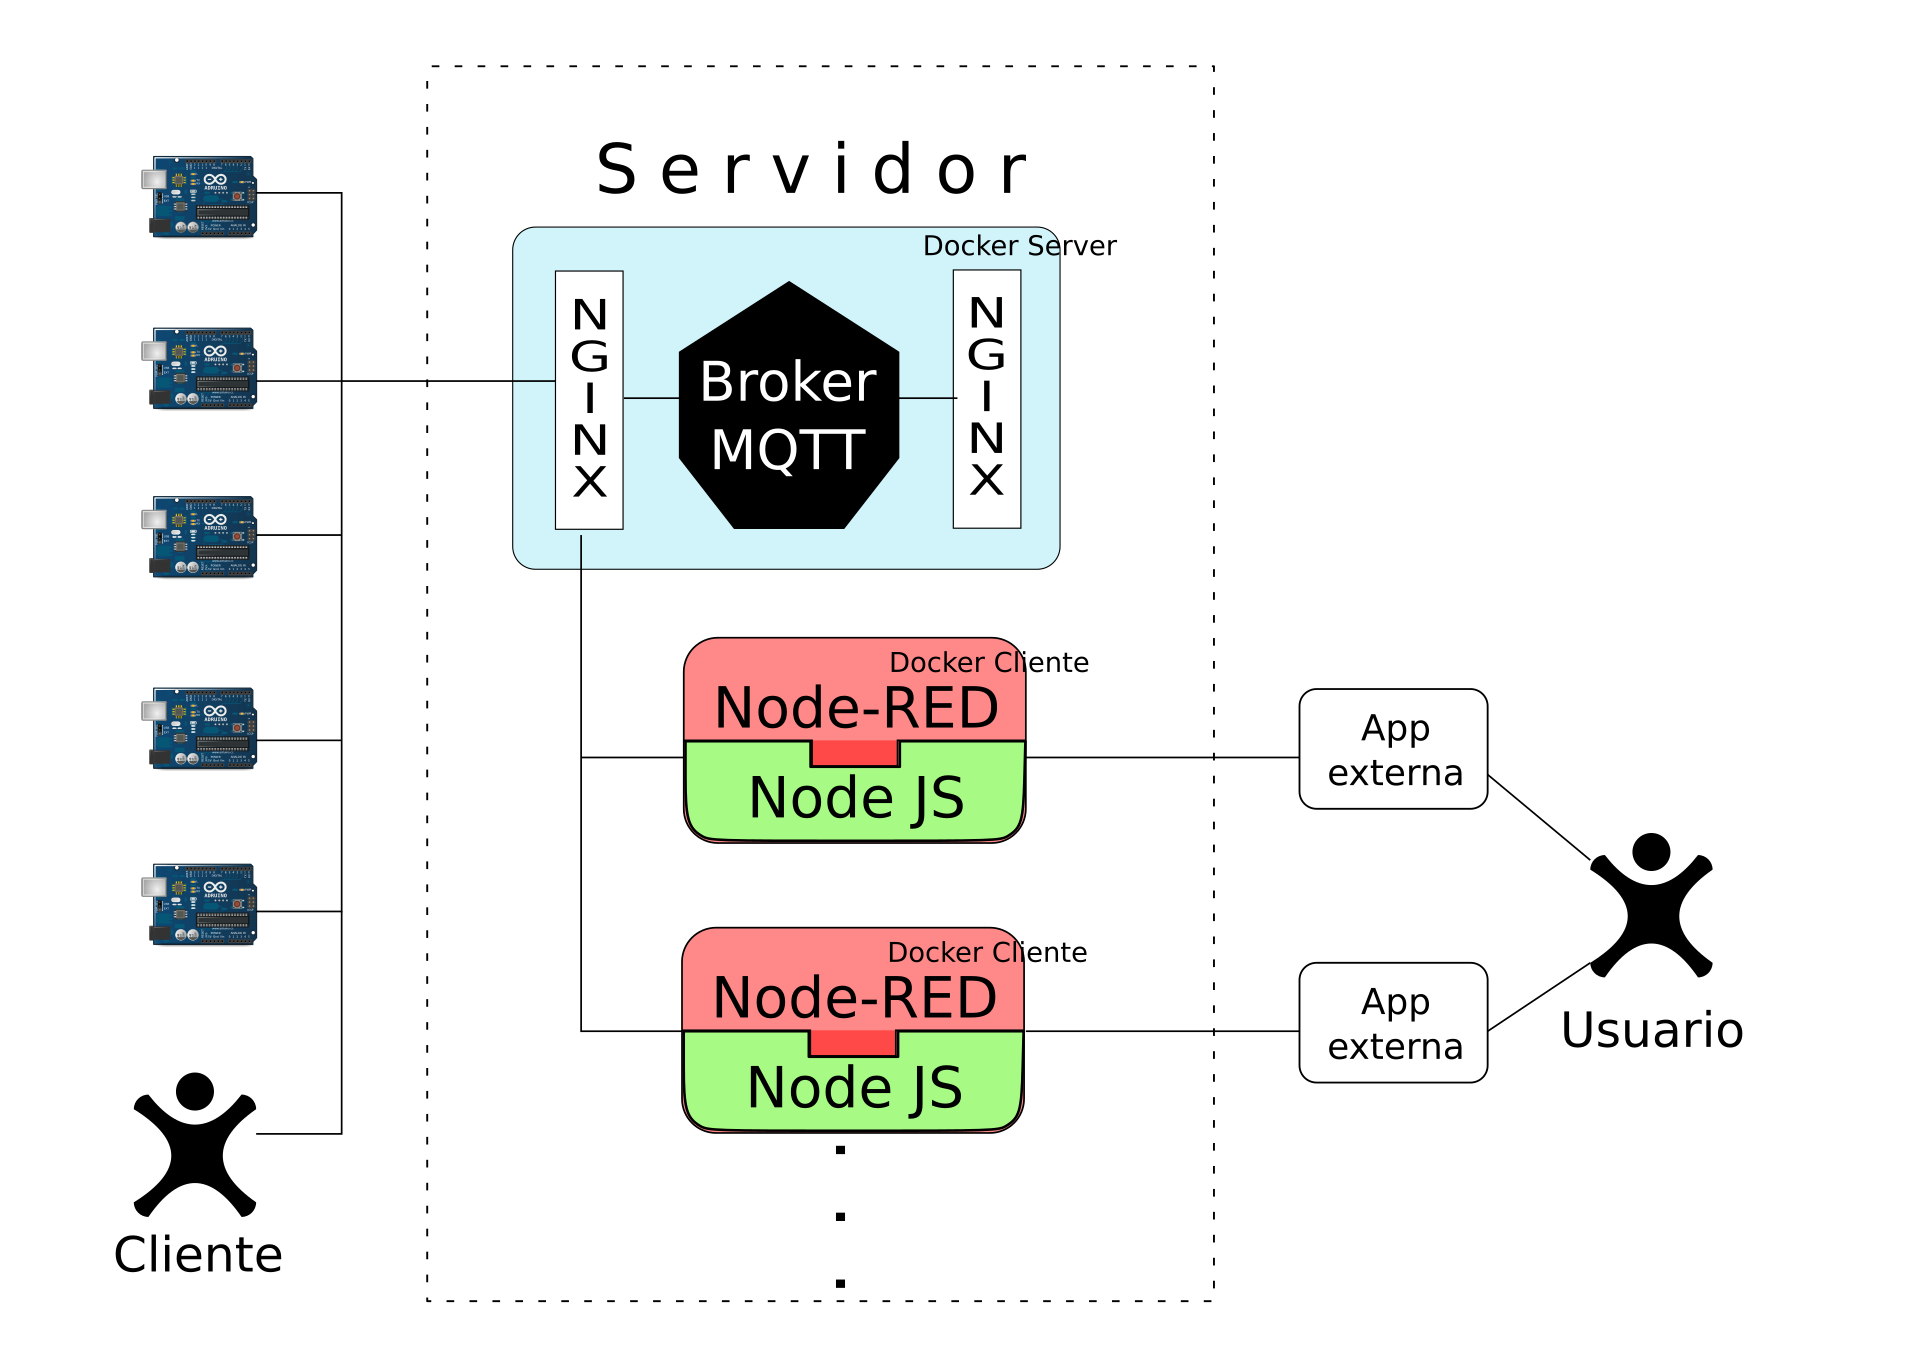 Servidor
Docker Server
NGINX
Broker
MQTT
NGINX
Docker Cliente
Node-RED
Node JS
App
externa
Docker Cliente
Node-RED
Node JS
App
externa
Usuario
Cliente